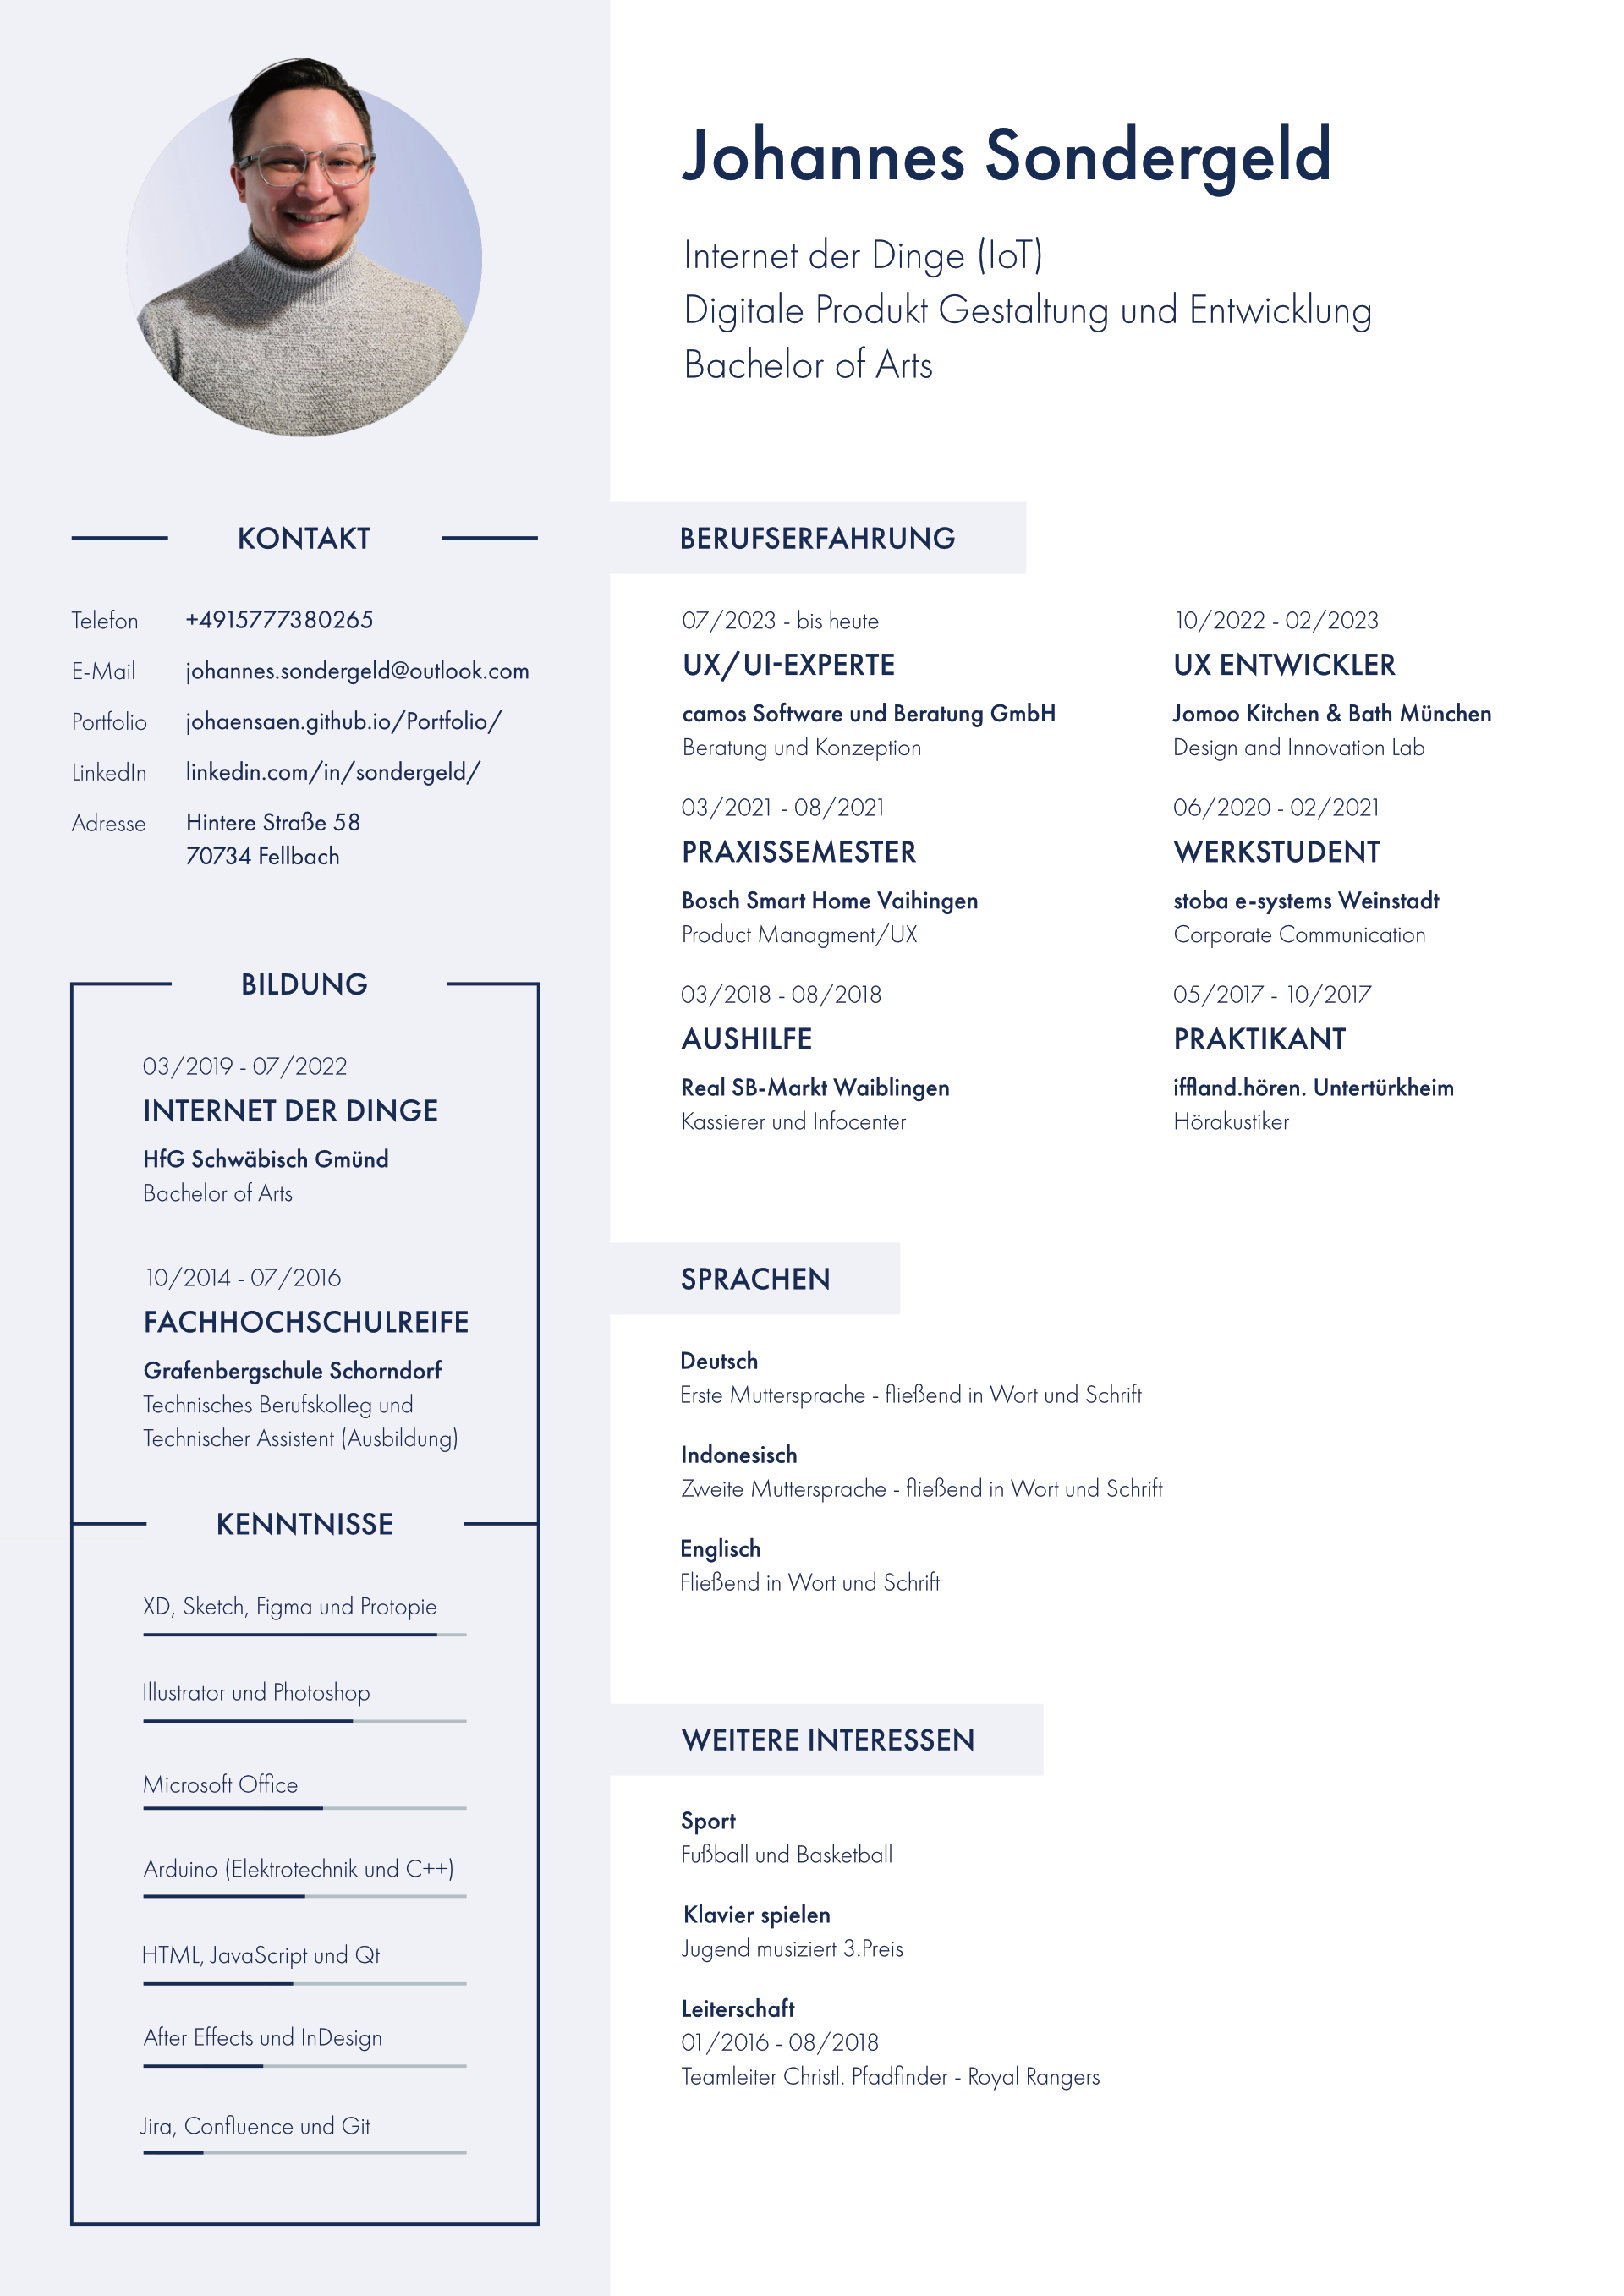 Johannes Sondergeld
Internet der Dinge (IoT)
Digitale Produkt Gestaltung und Entwicklung
Bachelor of Arts
KONTAKT
Telefon +4915777380265
E-Mail johannes.sondergeld@outlook.com
Portfolio johaensaen.github.io/Portfolio/
LinkedIn linkedin.com/in/sondergeld/
Adresse Hintere Straße 58
70734 Fellbach
BILDUNG
03/2019 - 07/2022
INTERNET DER DINGE
HfG Schwäbisch Gmünd
Bachelor of Arts
10/2014 - 07/2016
FACHHOCHSCHULREIFE
Grafenbergschule Schorndorf
Technisches Berufskolleg und
Technischer Assistent (Ausbildung)
KENNTNISSE
XD, Sketch, Figma und Protopie
Illustrator und Photoshop
Microsoft Office
Arduino (Elektrotechnik und C++)
HTML, JavaScript und Qt
After Effects und InDesign
Jira, Confluence und Git
BERUFSERFAHRUNG
07/2023 - bis heute
UX/UI-EXPERTE
camos Software und Beratung GmbH
Beratung und Konzeption
10/2022 - 02/2023
UX ENTWICKLER
Jomoo Kitchen & Bath München
Design and Innovation Lab
03/2021 - 08/2021
PRAXISSEMESTER
Bosch Smart Home Vaihingen
Product Managment/UX
06/2020 - 02/2021
WERKSTUDENT
stoba e-systems Weinstadt
Corporate Communication
03/2018 - 08/2018
AUSHILFE
Real SB-Markt Waiblingen
Kassierer und Infocenter
05/2017 - 10/2017
PRAKTIKANT
iffland.hören. Untertürkheim
Hörakustiker
SPRACHEN
Deutsch
Erste Muttersprache - fließend in Wort und Schrift
Indonesisch
Zweite Muttersprache - fließend in Wort und Schrift
Englisch
Fließend in Wort und Schrift
WEITERE INTERESSEN
Sport
Fußball und Basketball
Klavier spielen
Jugend musiziert 3.Preis
Leiterschaft
01/2016 - 08/2018
Teamleiter Christl. Pfadfinder - Royal Rangers